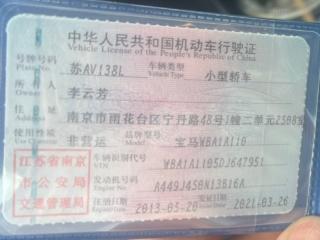 中华人民共和国机动车行驶证
Vehicle License of the People's Republic of China
号牌号码 苏AV138L 车辆类型 小型轿车
Plate No. Vehicle Type
所有人 李云芳
Owner
住址 南京市雨花台区宁丹路48号1幢二单元2508室
Address
使用性质 非营运 品牌型号 宝马WBA1A110
Use Character Model
江苏省南京市公安局交通管理局
车辆识别代号
VIN
发动机号码 A449J458N13B16A
Engine No.
注册日期 2013-05-20 发证日期 2021-03-26
Register Date Issue Date